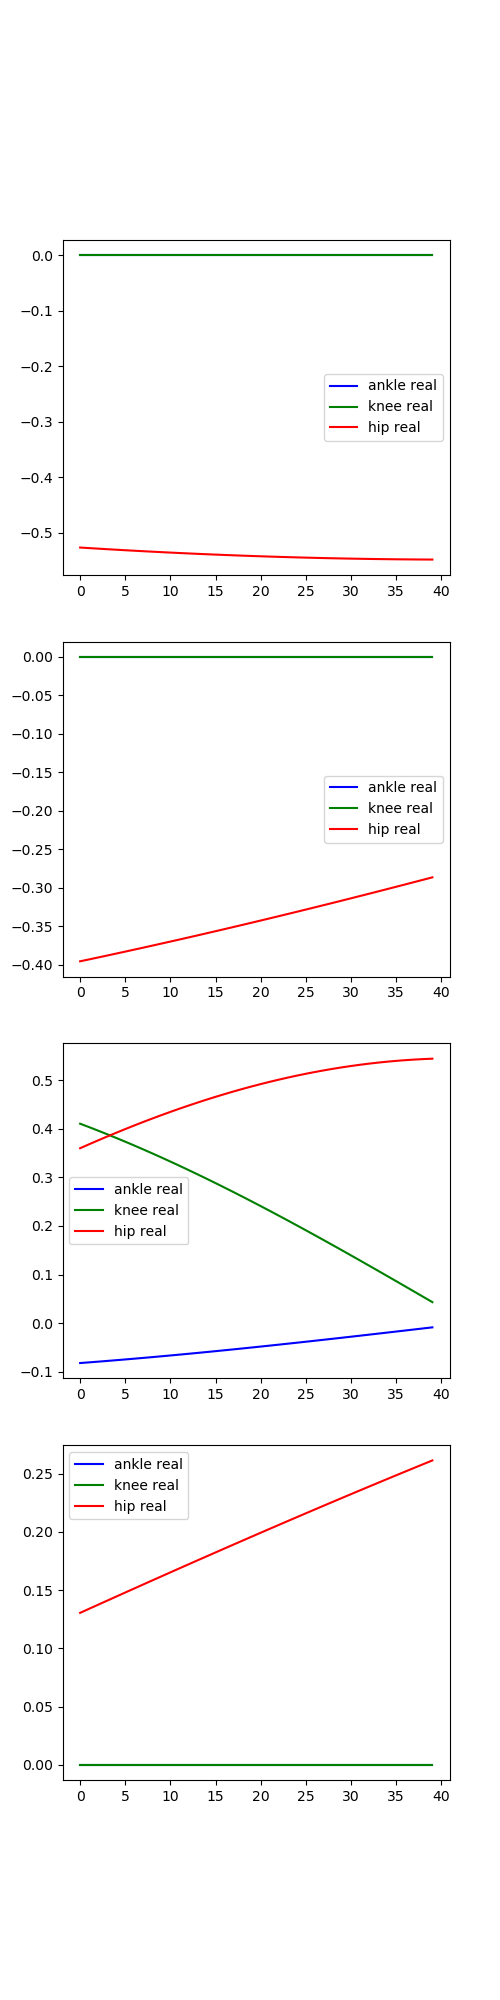 0.0
−0.1
−0.2
−0.3
−0.4
−0.5
ankle real
knee real
hip real
0 5 10 15 20 25 30 35 40
0.00
−0.05
−0.10
−0.15
−0.20
−0.25
−0.30
−0.35
−0.40
ankle real
knee real
hip real
0 5 10 15 20 25 30 35 40
0.5
0.4
0.3
0.2
0.1
0.0
−0.1
ankle real
knee real
hip real
0 5 10 15 20 25 30 35 40
ankle real
knee real
hip real
0.25
0.20
0.15
0.10
0.05
0.00
0 5 10 15 20 25 30 35 40